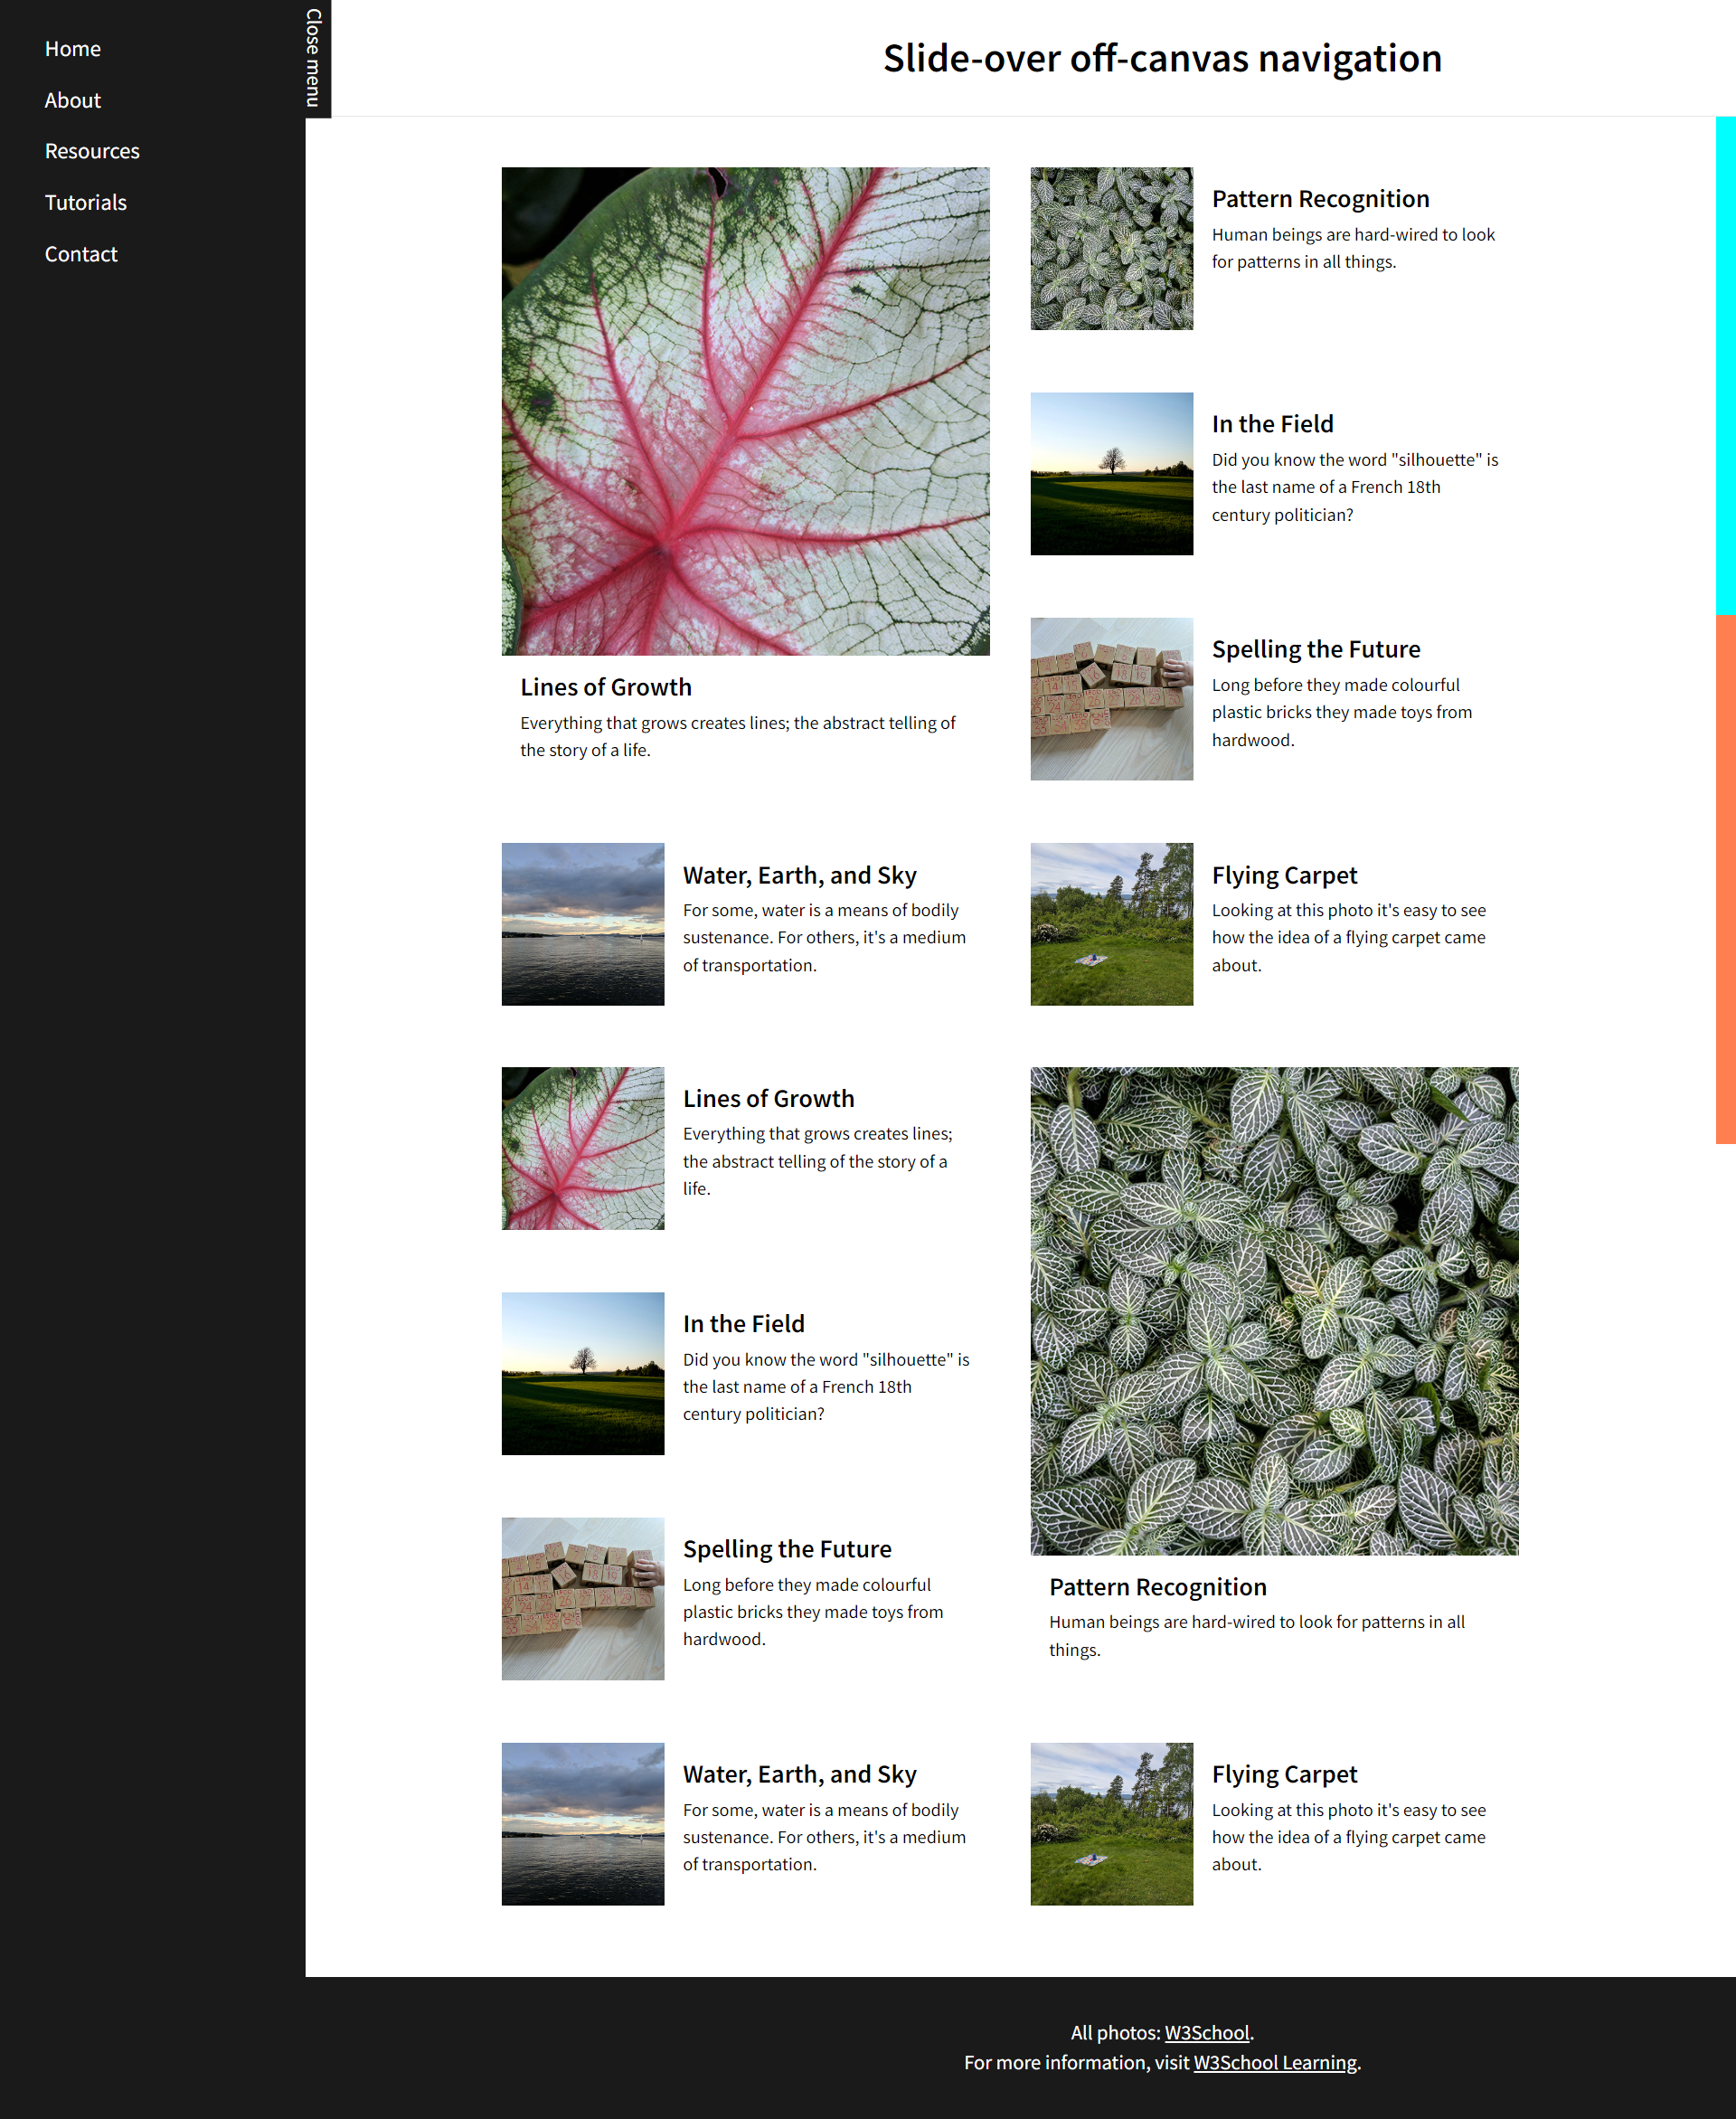 Home
About
Resources
Tutorials
Contact
Close menu
Slide-over off-canvas navigation
Lines of Growth
Everything that grows creates lines; the abstract telling of
the story of a life.
Pattern Recognition
Human beings are hard-wired to look
for patterns in all things.
In the Field
Did you know the word "silhouette" is
the last name of a French 18th
century politician?
Spelling the Future
Long before they made colourful
plastic bricks they made toys from
hardwood.
Water, Earth, and Sky
For some, water is a means of bodily
sustenance. For others, it's a medium
of transportation.
Flying Carpet
Looking at this photo it's easy to see
how the idea of a flying carpet came
about.
Lines of Growth
Everything that grows creates lines;
the abstract telling of the story of a
life.
In the Field
Did you know the word "silhouette" is
the last name of a French 18th
century politician?
Spelling the Future
Long before they made colourful
plastic bricks they made toys from
hardwood.
Pattern Recognition
Human beings are hard-wired to look for patterns in all
things.
Water, Earth, and Sky
For some, water is a means of bodily
sustenance. For others, it's a medium
of transportation.
Flying Carpet
Looking at this photo it's easy to see
how the idea of a flying carpet came
about.
All photos: W3School.
For more information, visit W3School Learning.